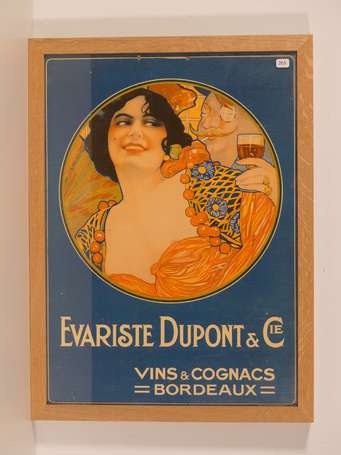 EVARISTE DUPONT & CIE
VINS & COGNACS
BORDEAUX